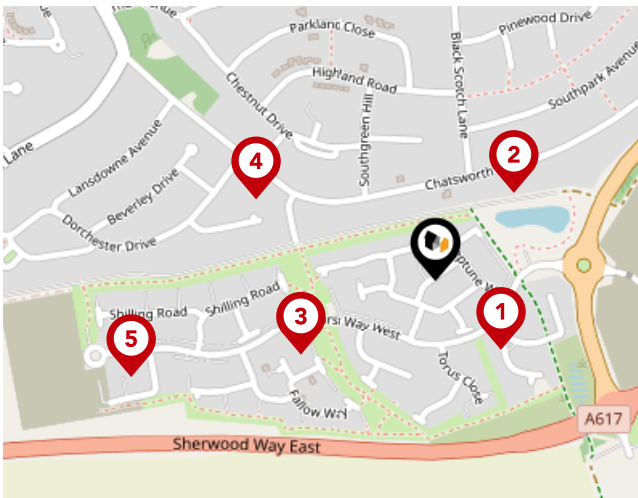 Parkland Close
Pinewood Drive
Black Scotch Lane
Highland Road
Chestnut Drive
Southpark Avenue
Southgreen Hill
Lane
Lansdowne Avenue
2
4
Chatsworth
Beverley Drive
Dorchester Drive
Shilling Road
Shilling Road
3
1
Way West
5
Torus Close
Fallow Way
A617
Sherwood Way East